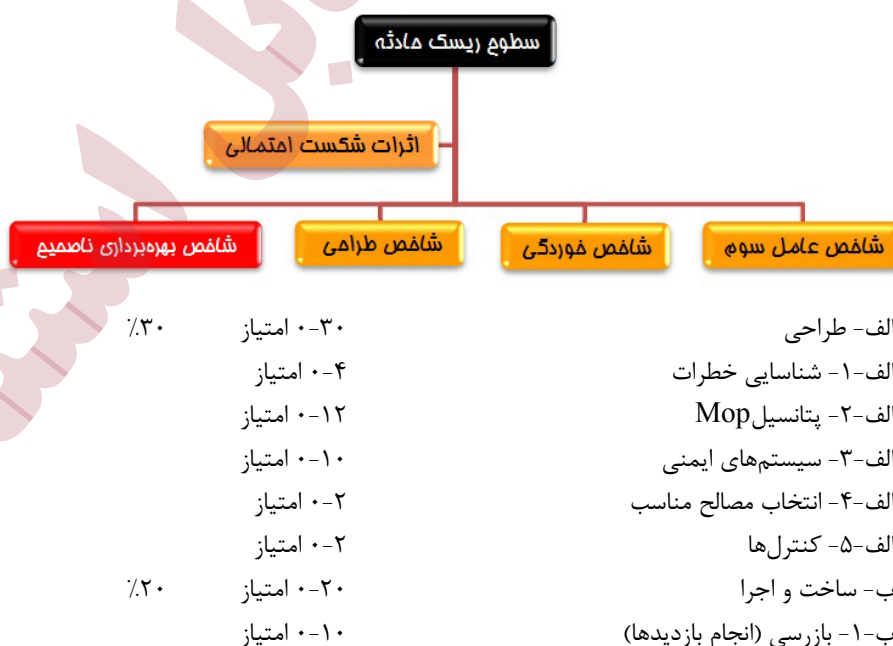 سطوح ریسک حادثه
اثرات شکست احتمالی
شاخص عامل سوم
شاخص خوردگی
شاخص طراحی
شاخص بهره‌برداری ناصحیح
الف- طراحی ۰-۳۰ امتیاز ۳۰٪
الف-۱- شناسایی خطرات ۰-۴ امتیاز
الف-۲- پتانسیل Mop ۰-۱۲ امتیاز
الف-۳- سیستم‌های ایمنی ۰-۱۰ امتیاز
الف-۴- انتخاب مصالح مناسب ۰-۲ امتیاز
الف-۵- کنترل‌ها ۰-۲ امتیاز
ب- ساخت و اجرا ۰-۲۰ امتیاز ۲۰٪
ب-۱- بازرسی (انجام بازدیدها) ۰-۱۰ امتیاز